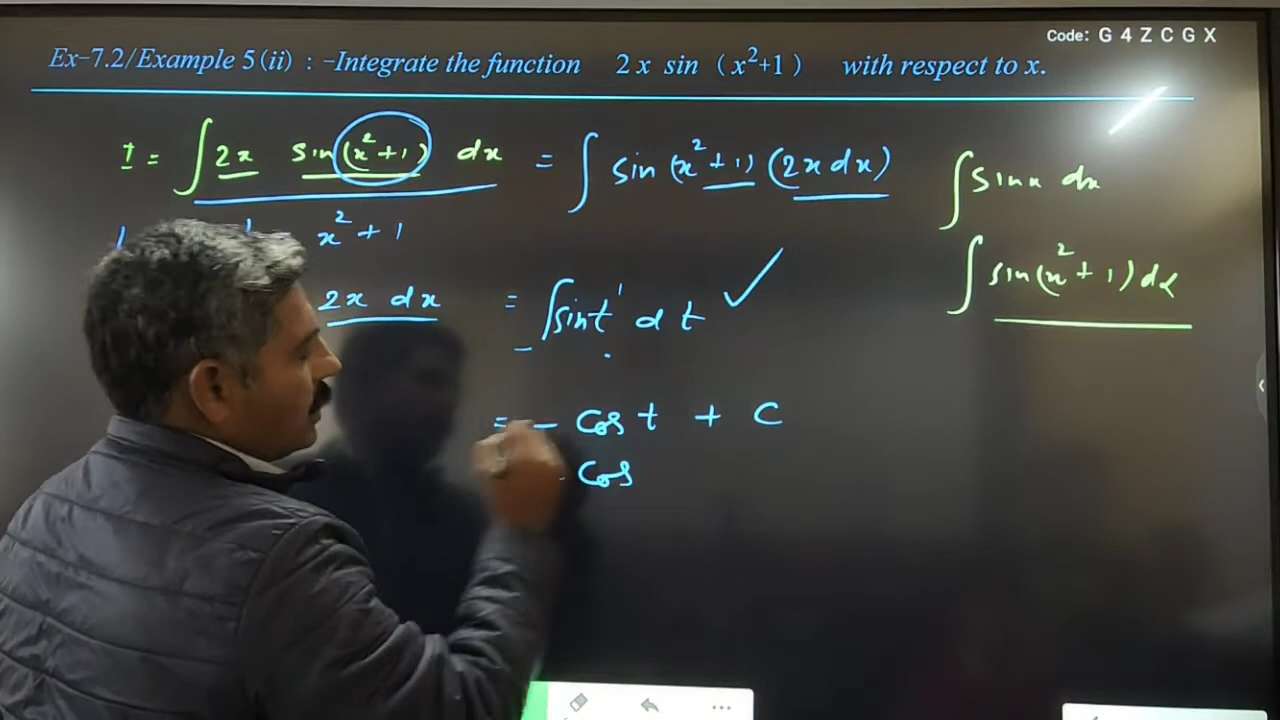 Code: G 4 Z C G X
Ex-7.2/Example 5(ii) : -Integrate the function 2x sin (x²+1) with respect to x.
I = ∫ 2x sin(x²+1) dx = ∫ sin(x²+1) (2x dx)
∫ sinx dx
x² + 1
∫ sin(x²+1) dx
2x dx = ∫ sint dt ✓
= - cos t + c
cos